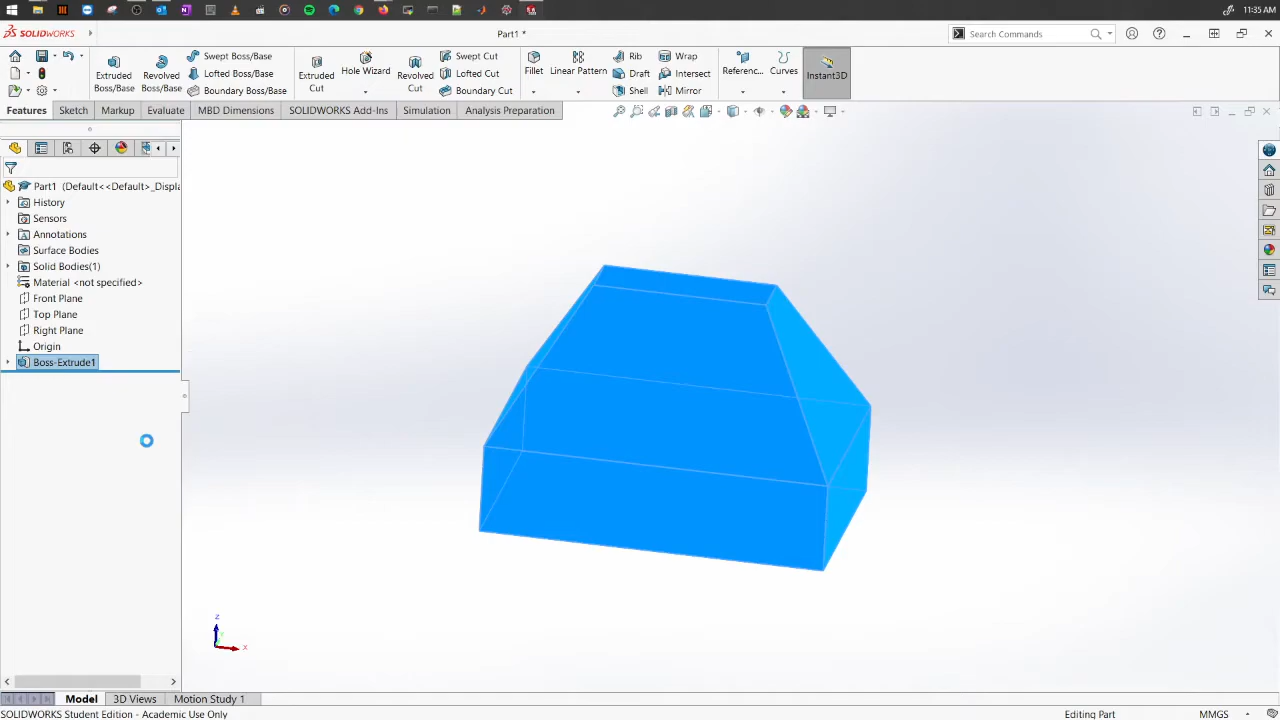 11:35 AM
SOLIDWORKS
Part1 *
Search Commands
Extruded Boss/Base
Revolved Boss/Base
Swept Boss/Base
Lofted Boss/Base
Boundary Boss/Base
Extruded Cut
Hole Wizard
Revolved Cut
Swept Cut
Lofted Cut
Boundary Cut
Fillet
Linear Pattern
Rib
Draft
Shell
Wrap
Intersect
Mirror
Referenc...
Curves
Instant3D
Features Sketch Markup Evaluate MBD Dimensions SOLIDWORKS Add-Ins Simulation Analysis Preparation
Part1 (Default<<Default>_Displa
History
Sensors
Annotations
Surface Bodies
Solid Bodies(1)
Material <not specified>
Front Plane
Top Plane
Right Plane
Origin
Boss-Extrude1
Z
X
Model 3D Views Motion Study 1
SOLIDWORKS Student Edition - Academic Use Only Editing Part MMGS